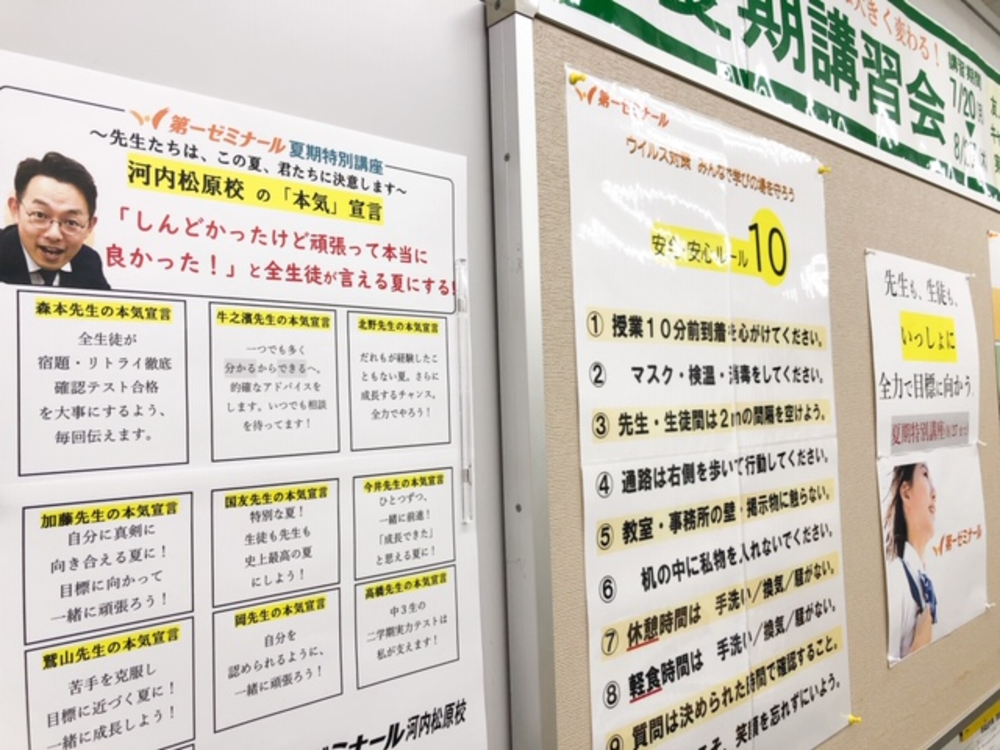 第一ゼミナール 夏期特別講座
～先生たちは、この夏、君たちに決意します～
河内松原校 の「本気」宣言
「しんどかったけど頑張って本当に
良かった！」と全生徒が言える夏にする！
森本先生の本気宣言
全生徒が
宿題・リトライ徹底
確認テスト合格
を大事にするよう、
毎回伝えます。
牛之濱先生の本気宣言
一つでも多く
分かるからできるへ。
的確なアドバイスを
します。いつでも相談
を待ってます！
北野先生の本気宣言
だれもが経験したこ
ともない夏。さらに
成長するチャンス。
全力でやろう！
加藤先生の本気宣言
自分に真剣に
向き合える夏に！
目標に向かって
一緒に頑張ろう！
国友先生の本気宣言
特別な夏！
生徒も先生も
史上最高の夏
にしよう！
今井先生の本気宣言
ひとつずつ、
一緒に前進！
「成長できた」
と思える夏に！
鷲山先生の本気宣言
苦手を克服し
目標に近づく夏に！
一緒に成長しよう！
岡先生の本気宣言
自分を
認められるように、
一緒に頑張ろう！
高橋先生の本気宣言
中３生の
二学期実力テストは
私が支えます！
ゼミナール 河内松原校
第一ゼミナール
ウイルス対策 みんなで学びの場を守ろう
安全・安心ルール10
① 授業１０分前到着を心がけてください。
② マスク・検温・消毒をしてください。
③ 先生・生徒間は２ｍの間隔を空けよう。
④ 通路は右側を歩いて行動してください。
⑤ 教室・事務所の壁・掲示物に触らない。
⑥ 机の中に私物を入れないでください。
⑦ 休憩時間は 手洗い／換気／騒がない。
⑧ 軽食時間は 手洗い／換気／騒がない。
⑨ 質問は決められた時間で確認すること。
こそ、笑顔を忘れずにいよう。
大きく変わる！
期講習会
講習期間
7/20
8/
先生も、生徒も、
いっしょに
全力で目標に向かう
夏期特別講座
第一ゼミナール